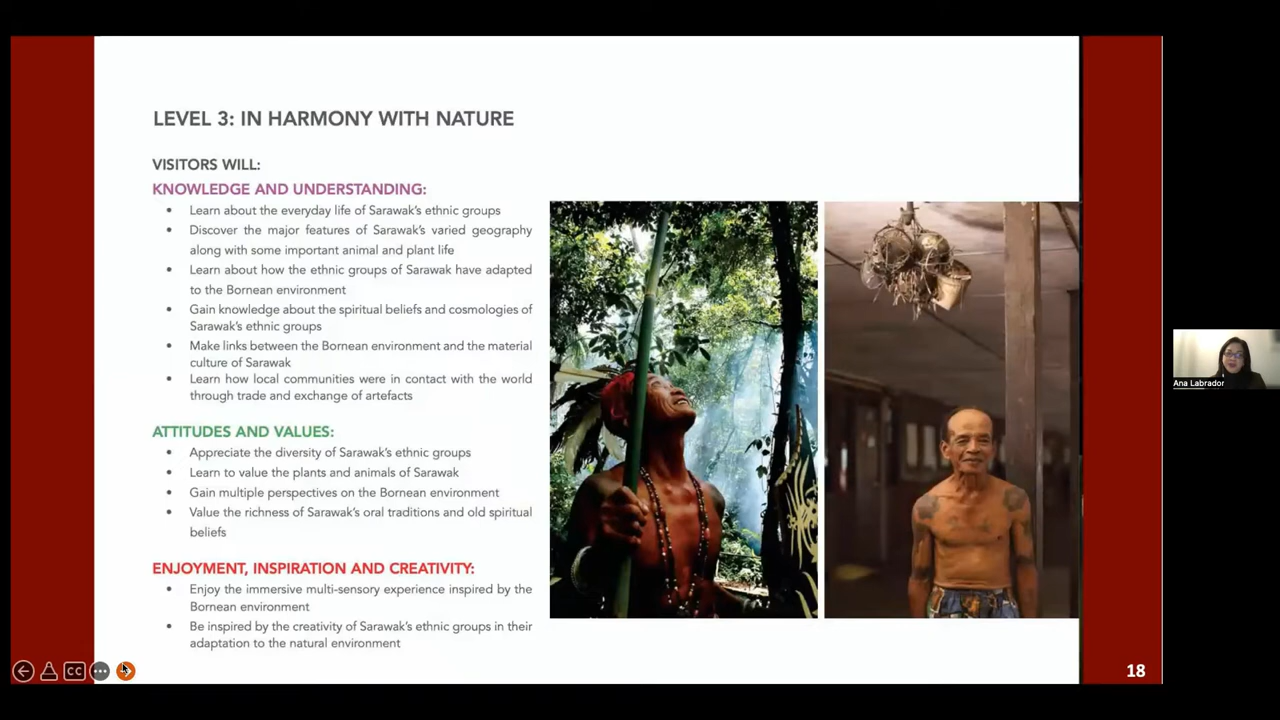 LEVEL 3: IN HARMONY WITH NATURE
VISITORS WILL:
KNOWLEDGE AND UNDERSTANDING:
• Learn about the everyday life of Sarawak's ethnic groups
• Discover the major features of Sarawak's varied geography
along with some important animal and plant life
• Learn about how the ethnic groups of Sarawak have adapted
to the Bornean environment
• Gain knowledge about the spiritual beliefs and cosmologies of
Sarawak's ethnic groups
• Make links between the Bornean environment and the material
culture of Sarawak
• Learn how local communities were in contact with the world
through trade and exchange of artefacts
ATTITUDES AND VALUES:
• Appreciate the diversity of Sarawak's ethnic groups
• Learn to value the plants and animals of Sarawak
• Gain multiple perspectives on the Bornean environment
• Value the richness of Sarawak's oral traditions and old spiritual
beliefs
ENJOYMENT, INSPIRATION AND CREATIVITY:
• Enjoy the immersive multi-sensory experience inspired by the
Bornean environment
• Be inspired by the creativity of Sarawak's ethnic groups in their
adaptation to the natural environment
CC
18
Ana Labrador